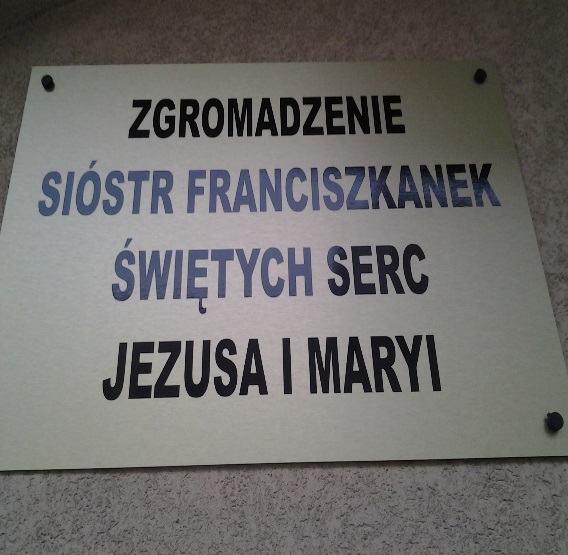 ZGROMADZENIE
SIÓSTR FRANCISZKANEK
ŚWIĘTYCH SERC
JEZUSA I MARYI